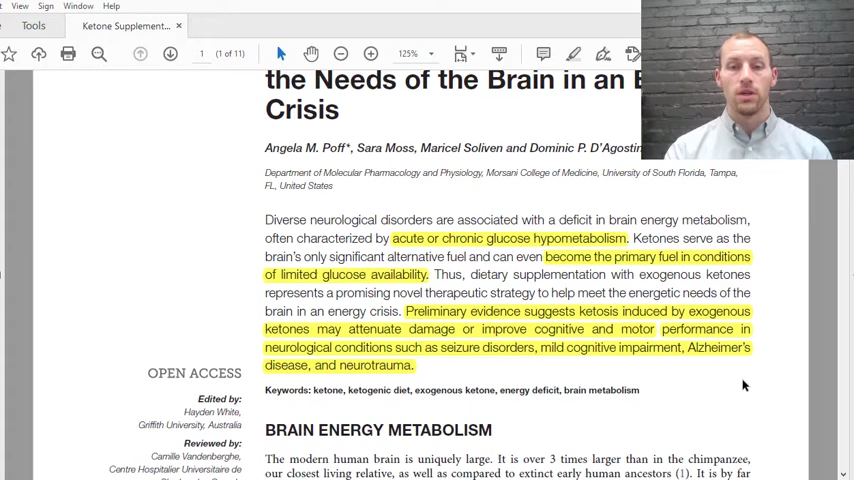 View Window Help
Tools
Ketone Supplement... ×
1 (1 of 11)
125%
the Needs of the Brain in an
Crisis
Angela M. Poff*, Sara Moss, Maricel Soliven and Dominic P. D'Agostin
Department of Molecular Pharmacology and Physiology, Morsani College of Medicine, University of South Florida, Tampa,
FL, United States
Diverse neurological disorders are associated with a deficit in brain energy metabolism,
often characterized by acute or chronic glucose hypometabolism. Ketones serve as the
brain's only significant alternative fuel and can even become the primary fuel in conditions
of limited glucose availability. Thus, dietary supplementation with exogenous ketones
represents a promising novel therapeutic strategy to help meet the energetic needs of the
brain in an energy crisis. Preliminary evidence suggests ketosis induced by exogenous
ketones may attenuate damage or improve cognitive and motor performance in
neurological conditions such as seizure disorders, mild cognitive impairment, Alzheimer's
disease, and neurotrauma.
Keywords: ketone, ketogenic diet, exogenous ketone, energy deficit, brain metabolism
OPEN ACCESS
Edited by:
Hayden White,
Griffith University, Australia
Reviewed by:
Camille Vandenberghe,
Centre Hospitalier Universitaire de
BRAIN ENERGY METABOLISM
The modern human brain is uniquely large. It is over 3 times larger than in the chimpanzee,
our closest living relative, as well as compared to extinct early human ancestors (1). It is by far